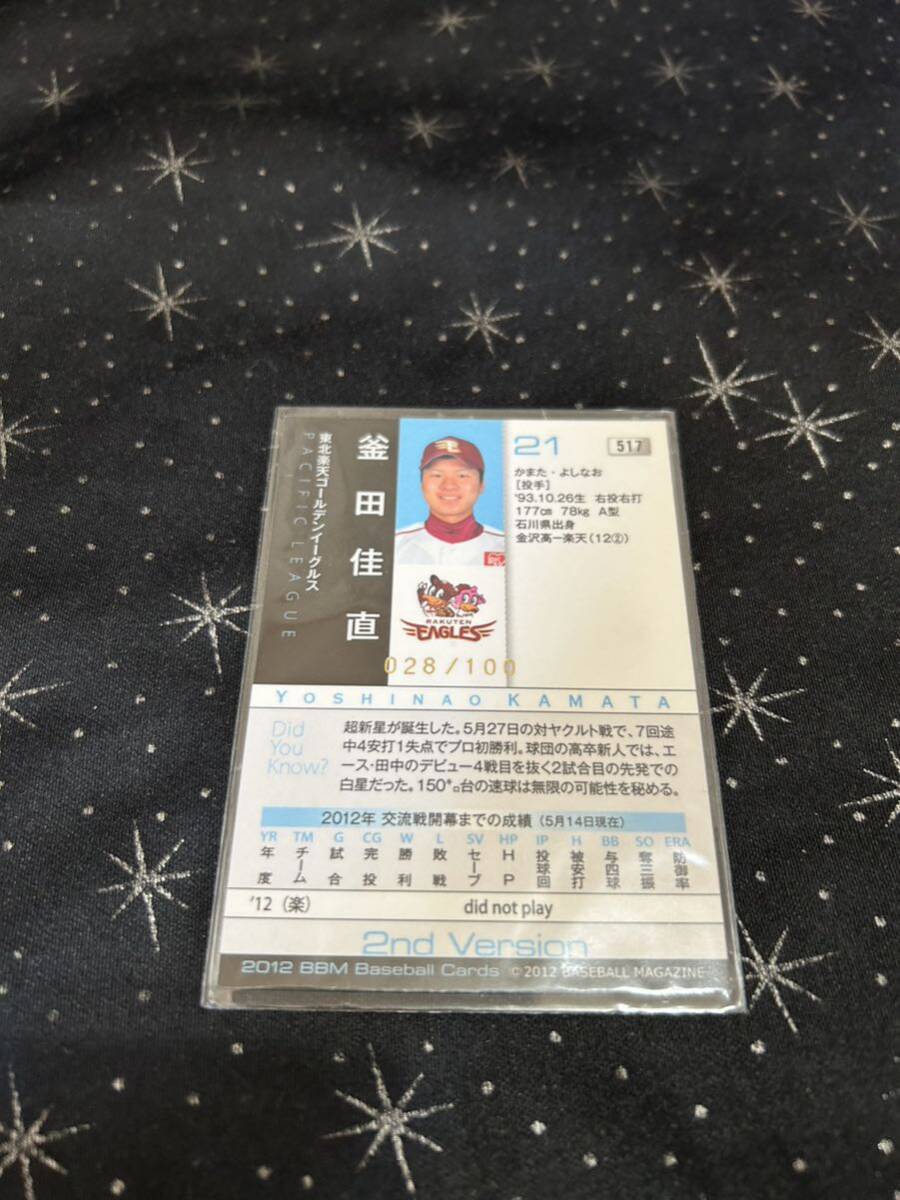 東北楽天ゴールデンイーグルス
PACIFIC LEAGUE
釜田佳直
RAKUTEN
EAGLES
028/100
21
517
かまた・よしなお
[投手]
'93.10.26生 右投右打
177㎝ 78㎏ A型
石川県出身
金沢高ー楽天(12②)
YOSHINAO KAMATA
Did
You
Know?
超新星が誕生した。5月27日の対ヤクルト戦で、7回途
中4安打1失点でプロ初勝利。球団の高卒新人では、エ
ース・田中のデビュー4戦目を抜く2試合目の先発での
白星だった。150㌔台の速球は無限の可能性を秘める。
2012年 交流戦開幕までの成績 (5月14日現在)
YR TM G CG W L SV HP IP H BB SO ERA
年度 チーム 試合 完投 勝利 敗戦 セーブ HP 投球回 被安打 与四球 奪三振 防御率
'12 (楽) did not play
2nd Version
2012 BBM Baseball Cards ©2012 BASEBALL MAGAZINE